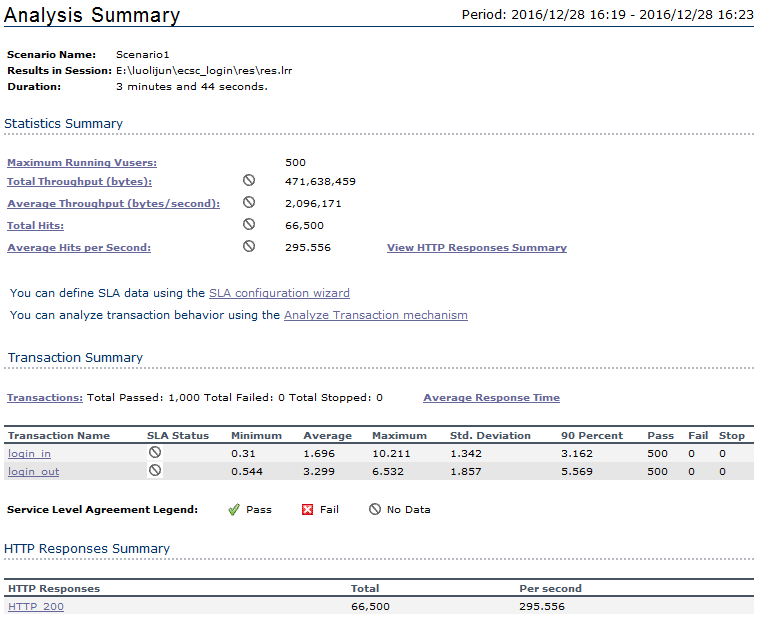 Analysis Summary Period: 2016/12/28 16:19 - 2016/12/28 16:23
Scenario Name: Scenario1
Results in Session: E:\luolijun\ecsc_login\res\res.lrr
Duration: 3 minutes and 44 seconds.
Statistics Summary
Maximum Running Vusers: 500
Total Throughput (bytes): 471,638,459
Average Throughput (bytes/second): 2,096,171
Total Hits: 66,500
Average Hits per Second: 295.556 View HTTP Responses Summary
You can define SLA data using the SLA configuration wizard
You can analyze transaction behavior using the Analyze Transaction mechanism
Transaction Summary
Transactions: Total Passed: 1,000 Total Failed: 0 Total Stopped: 0 Average Response Time
Transaction Name SLA Status Minimum Average Maximum Std. Deviation 90 Percent Pass Fail Stop
login_in 0.31 1.696 10.211 1.342 3.162 500 0 0
login_out 0.544 3.299 6.532 1.857 5.569 500 0 0
Service Level Agreement Legend: Pass Fail No Data
HTTP Responses Summary
HTTP Responses Total Per second
HTTP_200 66,500 295.556